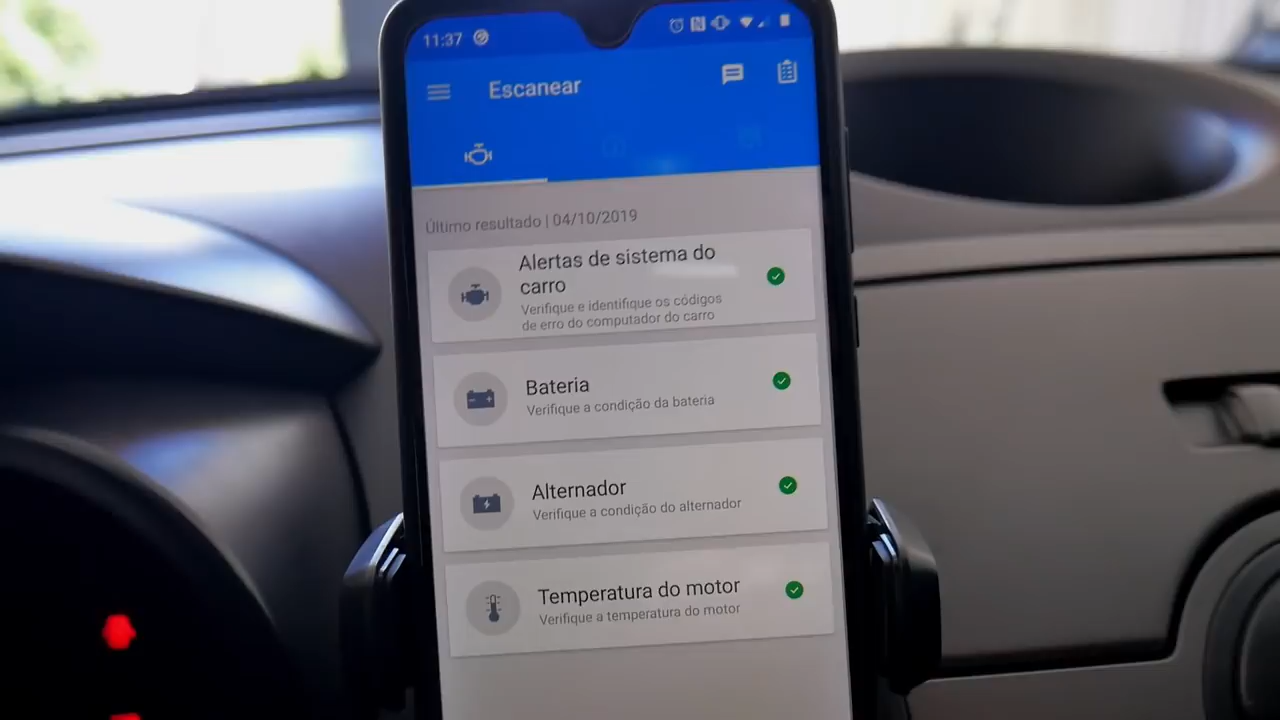 11:37
Escanear
Último resultado | 04/10/2019
Alertas de sistema do
carro
Verifique e identifique os códigos
de erro do computador do carro
Bateria
Verifique a condição da bateria
Alternador
Verifique a condição do alternador
Temperatura do motor
Verifique a temperatura do motor